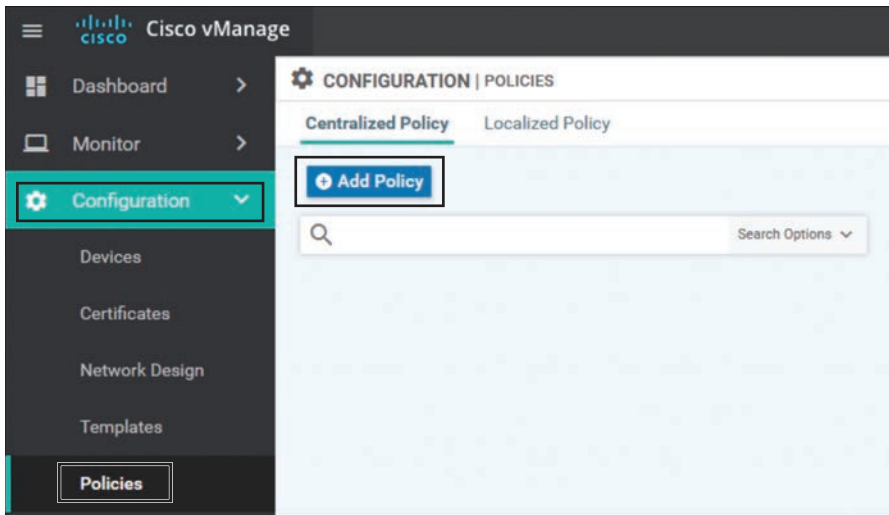 cisco Cisco vManage
Dashboard
Monitor
Configuration
Devices
Certificates
Network Design
Templates
Policies
CONFIGURATION | POLICIES
Centralized Policy Localized Policy
Add Policy
Search Options